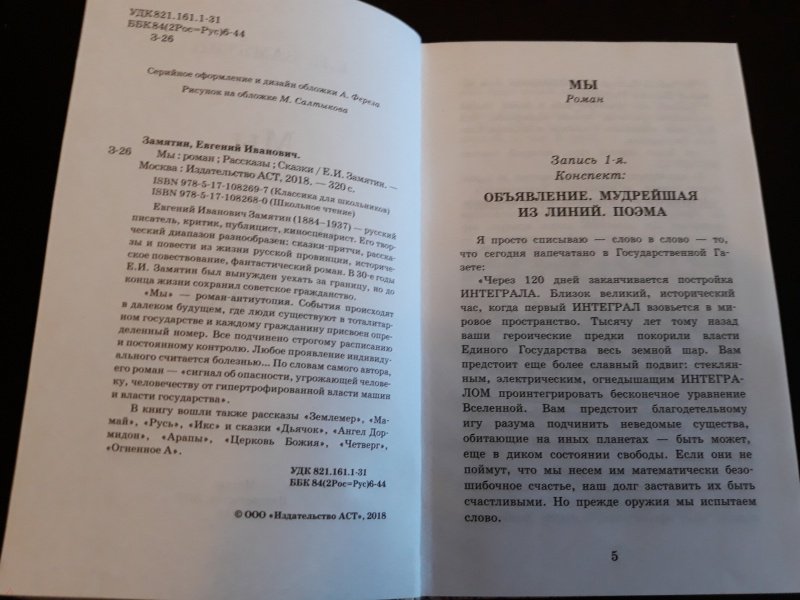 УДК 821.161.1-31
ББК 84(2Рос=Рус)6-44
З-26
Серийное оформление и дизайн обложки А. Фереза
Рисунок на обложке М. Салтыкова
Замятин, Евгений Иванович.
З-26
Мы : роман ; Рассказы ; Сказки / Е.И. Замятин. —
Москва : Издательство АСТ, 2018. — 320 с.
ISBN 978-5-17-108269-7 (Классика для школьников)
ISBN 978-5-17-108268-0 (Школьное чтение)
Евгений Иванович Замятин (1884–1937) — русский
писатель, критик, публицист, киносценарист. Его твор-
ческий диапазон разнообразен: сказки-притчи, расска-
зы и повести из жизни русской провинции, историче-
ское повествование, фантастический роман. В 30-е годы
Е.И. Замятин был вынужден уехать за границу, но до
конца жизни сохранил советское гражданство.
«Мы» — роман-антиутопия. События происходят
в далеком будущем, где люди существуют в тоталитар-
ном государстве и каждому гражданину присвоен опре-
деленный номер. Все подчинено строгому расписанию
и постоянному контролю. Любое проявление индивиду-
ального считается болезнью... По словам самого автора,
его роман — «сигнал об опасности, угрожающей челове-
ку, человечеству от гипертрофированной власти машин
и власти государства».
В книгу вошли также рассказы «Землемер», «Ма-
май», «Русь», «Икс» и сказки «Дьячок», «Ангел Дор-
мидон», «Арапы», «Церковь Божия», «Четверг»,
«Огненное А».
УДК 821.161.1-31
ББК 84(2Рос=Рус)6-44
© ООО «Издательство АСТ», 2018
МЫ
Роман
Запись 1-я.
Конспект:
ОБЪЯВЛЕНИЕ. МУДРЕЙШАЯ
ИЗ ЛИНИЙ. ПОЭМА
Я просто списываю — слово в слово — то,
что сегодня напечатано в Государственной Га-
зете:
«Через 120 дней заканчивается постройка
ИНТЕГРАЛА. Близок великий, исторический
час, когда первый ИНТЕГРАЛ взовьется в ми-
ровое пространство. Тысячу лет тому назад
ваши героические предки покорили власти
Единого Государства весь земной шар. Вам
предстоит еще более славный подвиг: стеклян-
ным, электрическим, огнедышащим ИНТЕГРА-
ЛОМ проинтегрировать бесконечное уравнение
Вселенной. Вам предстоит благодетельному
игу разума подчинить неведомые существа,
обитающие на иных планетах — быть может,
еще в диком состоянии свободы. Если они не
поймут, что мы несем им математически безо-
шибочное счастье, наш долг заставить их быть
счастливыми. Но прежде оружия мы испытаем
слово.
5